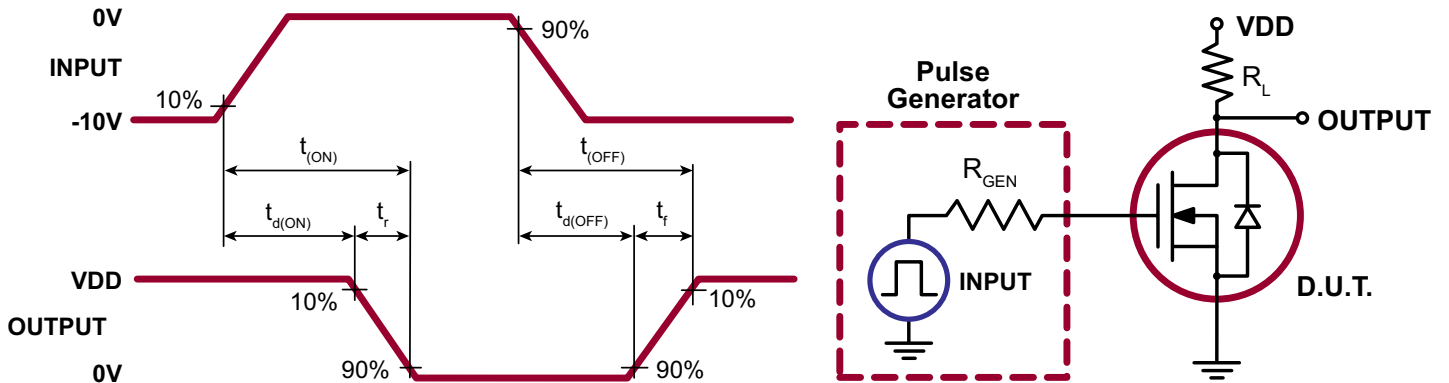 0V
INPUT
-10V
10%
90%
t(ON)
t(OFF)
td(ON)
tr
td(OFF)
tf
VDD
OUTPUT
0V
10%
90%
90%
10%
Pulse
Generator
RGEN
INPUT
VDD
RL
OUTPUT
D.U.T.